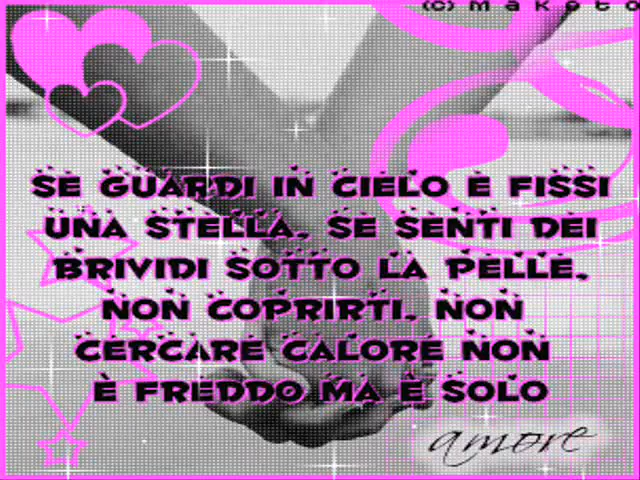 (c) maketo
SE GUARDI IN CIELO E FISSI
UNA STELLA, SE SENTI DEI
BRIVIDI SOTTO LA PELLE,
NON COPRIRTI, NON
CERCARE CALORE NON
È FREDDO MA È SOLO
amore